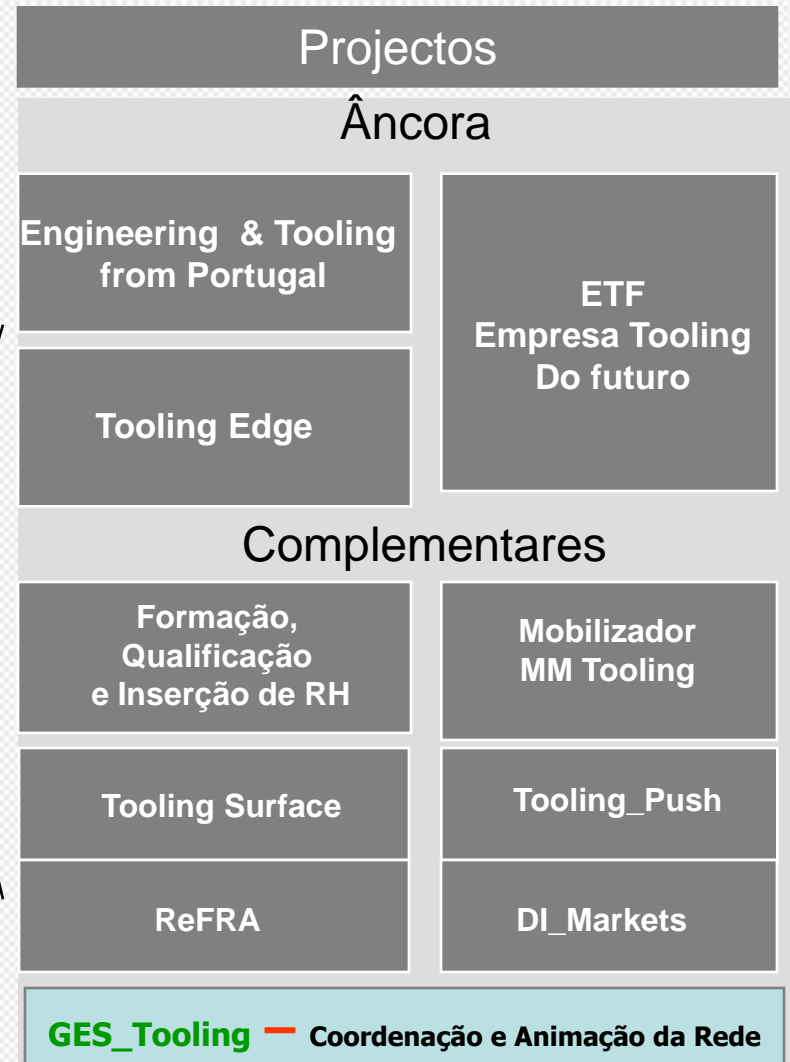 Projectos
Âncora
Engineering & Tooling
from Portugal
Tooling Edge
ETF
Empresa Tooling
Do futuro
Complementares
Formação,
Qualificação
e Inserção de RH
Mobilizador
MM Tooling
Tooling Surface
Tooling_Push
ReFRA
DI_Markets
GES_Tooling – Coordenação e Animação da Rede